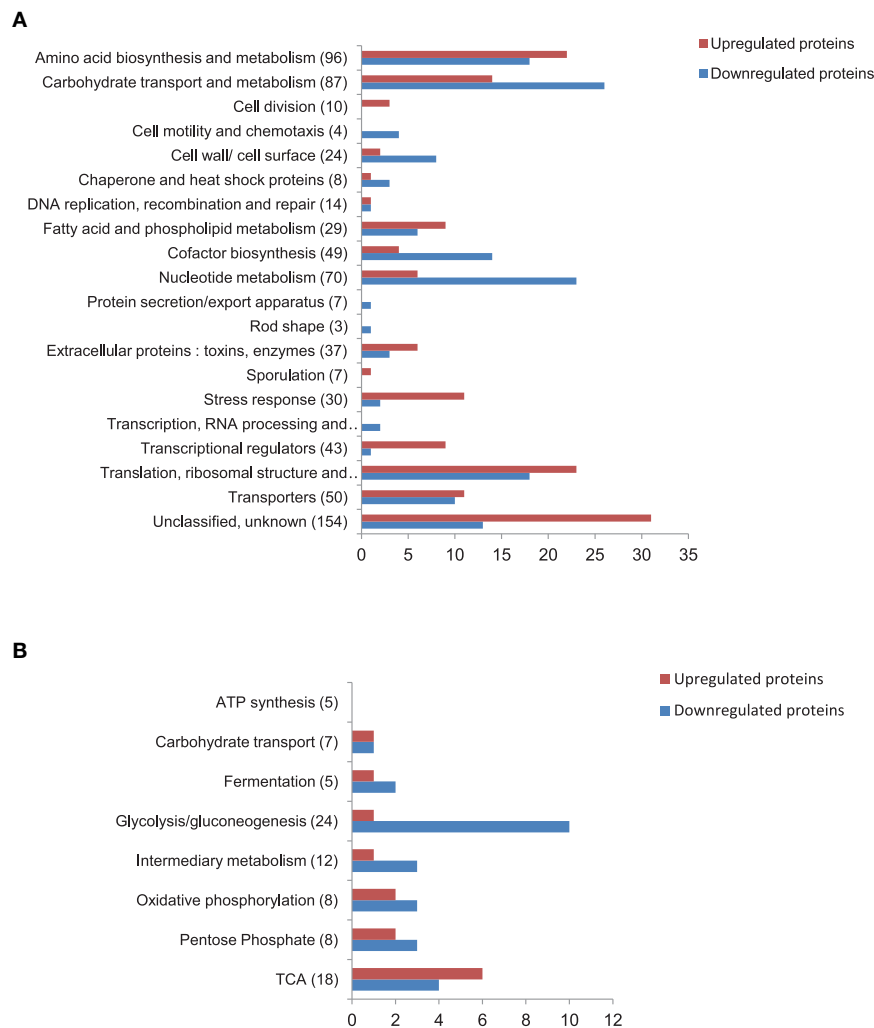 A
Upregulated proteins
Downregulated proteins
Amino acid biosynthesis and metabolism (96)
Carbohydrate transport and metabolism (87)
Cell division (10)
Cell motility and chemotaxis (4)
Cell wall/ cell surface (24)
Chaperone and heat shock proteins (8)
DNA replication, recombination and repair (14)
Fatty acid and phospholipid metabolism (29)
Cofactor biosynthesis (49)
Nucleotide metabolism (70)
Protein secretion/export apparatus (7)
Rod shape (3)
Extracellular proteins : toxins, enzymes (37)
Sporulation (7)
Stress response (30)
Transcription, RNA processing and..
Transcriptional regulators (43)
Translation, ribosomal structure and..
Transporters (50)
Unclassified, unknown (154)
0 5 10 15 20 25 30 35
B
Upregulated proteins
Downregulated proteins
ATP synthesis (5)
Carbohydrate transport (7)
Fermentation (5)
Glycolysis/gluconeogenesis (24)
Intermediary metabolism (12)
Oxidative phosphorylation (8)
Pentose Phosphate (8)
TCA (18)
0 2 4 6 8 10 12